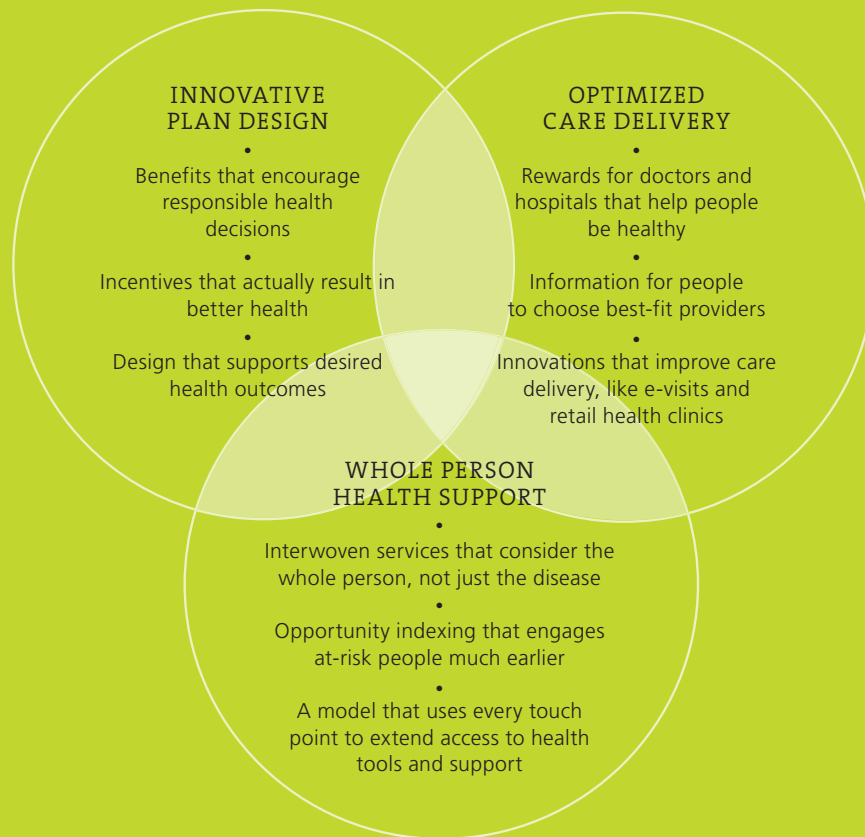 INNOVATIVE
PLAN DESIGN
•
Benefits that encourage
responsible health
decisions
•
Incentives that actually result in
better health
•
Design that supports desired
health outcomes
OPTIMIZED
CARE DELIVERY
•
Rewards for doctors and
hospitals that help people
be healthy
•
Information for people
to choose best-fit providers
•
Innovations that improve care
delivery, like e-visits and
retail health clinics
WHOLE PERSON
HEALTH SUPPORT
•
Interwoven services that consider the
whole person, not just the disease
•
Opportunity indexing that engages
at-risk people much earlier
•
A model that uses every touch
point to extend access to health
tools and support